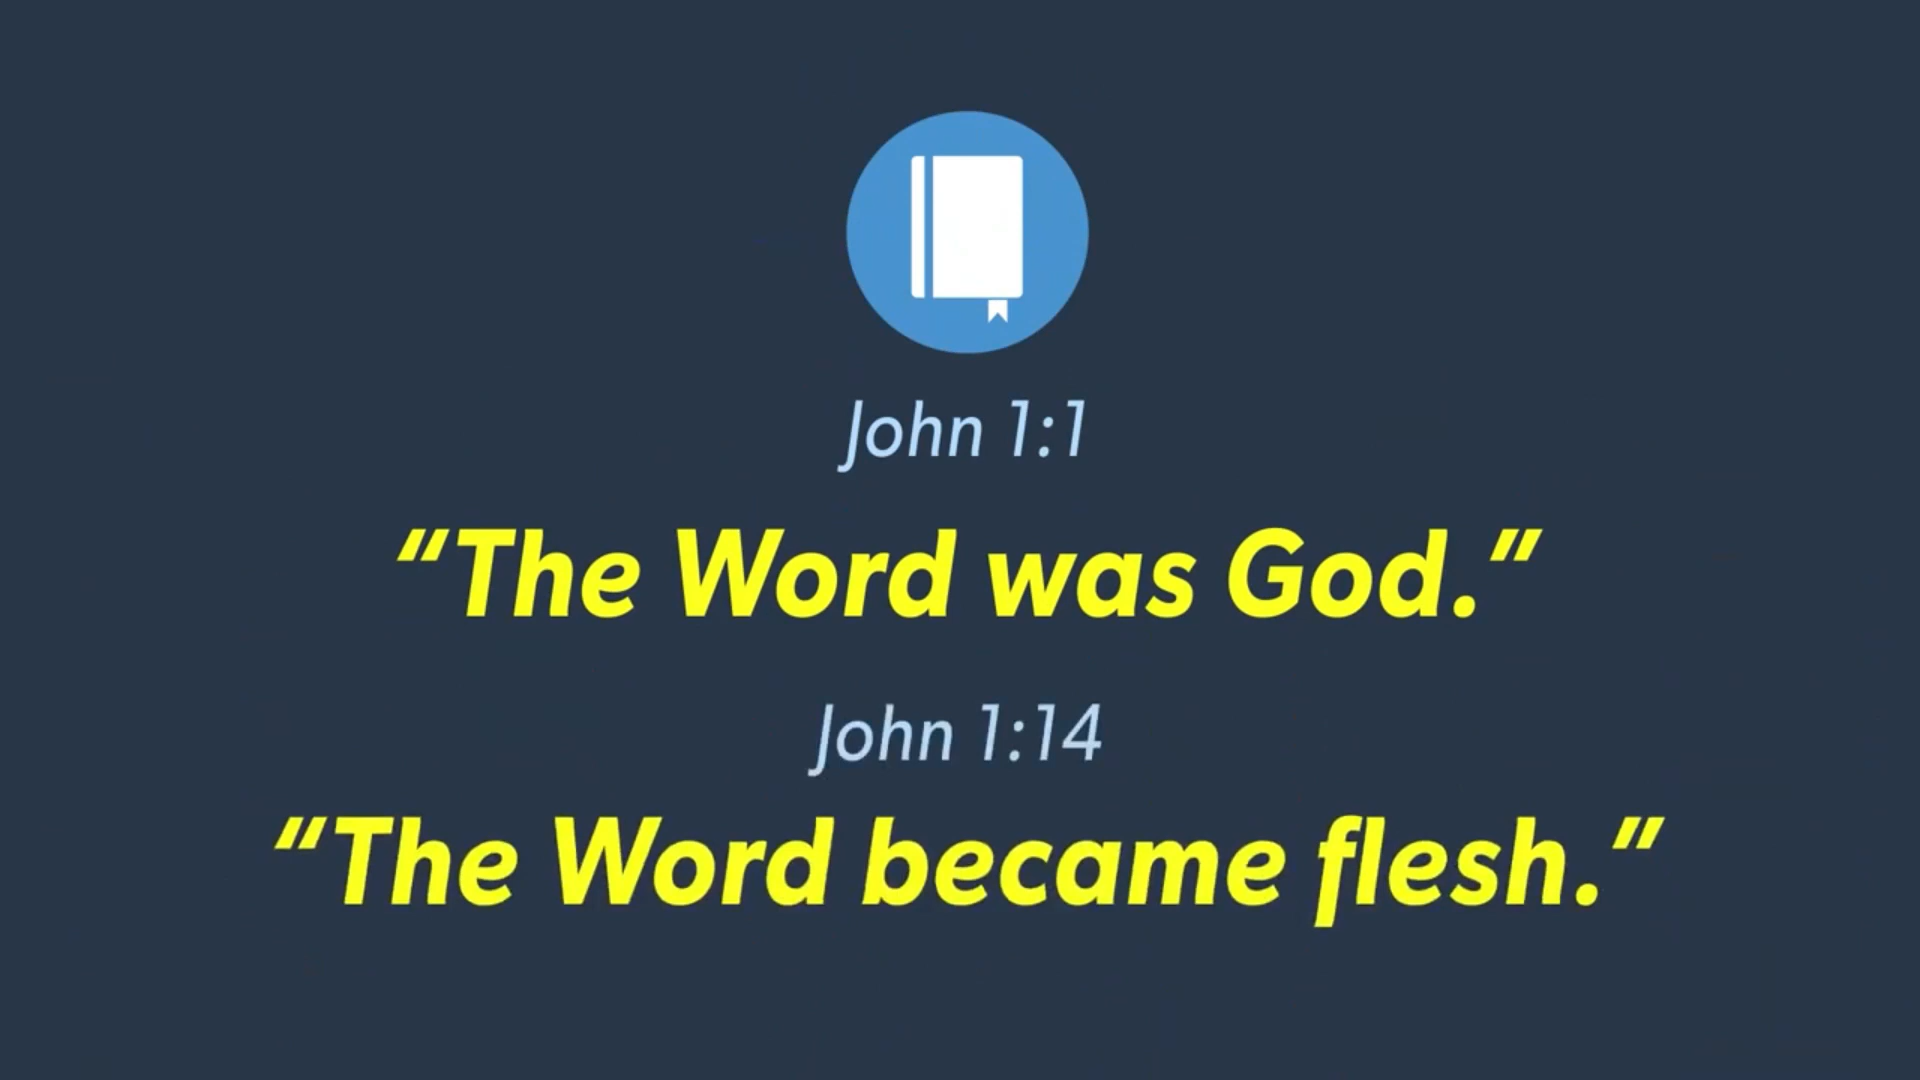 John 1:1
“The Word was God.”
John 1:14
“The Word became flesh.”